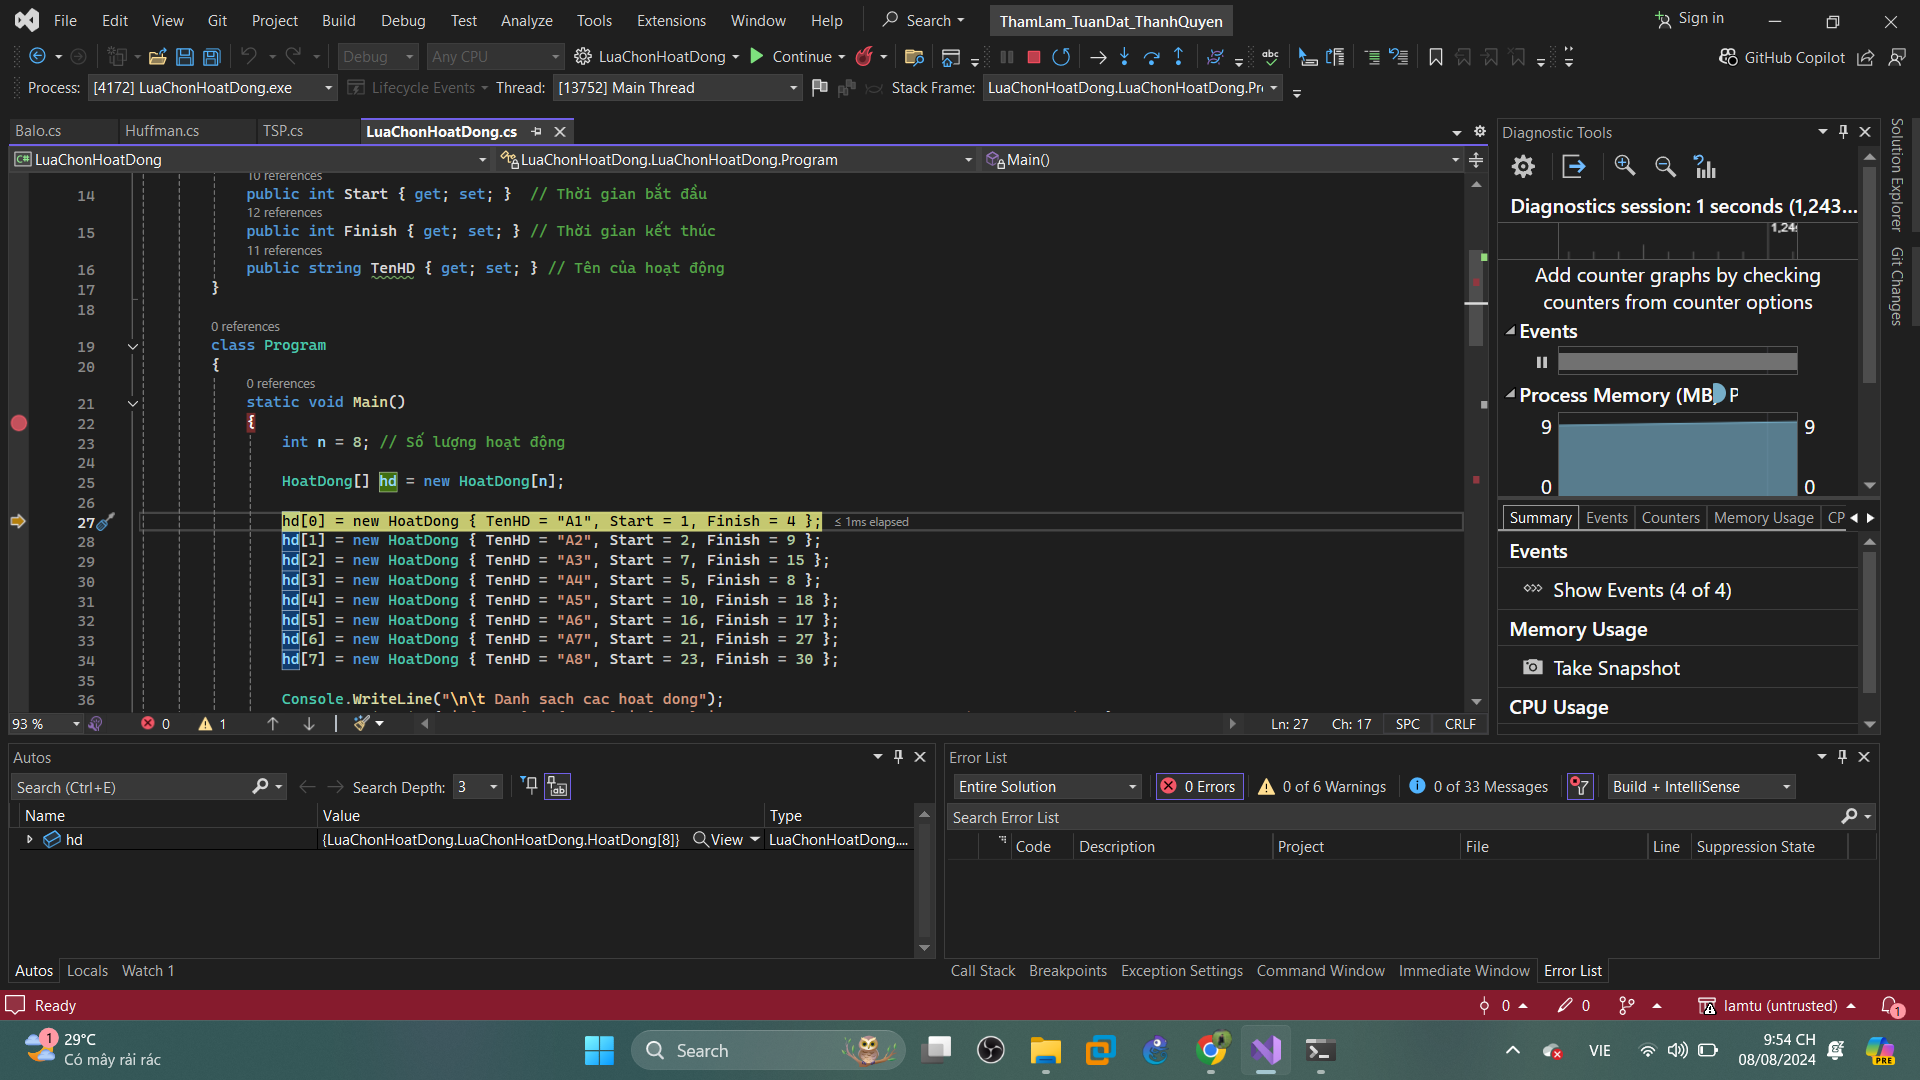 File Edit View Git Project Build Debug Test Analyze Tools Extensions Window Help Search ThamLam_TuanDat_ThanhQuyen Sign in
Debug Any CPU LuaChonHoatDong Continue GitHub Copilot
Process: [4172] LuaChonHoatDong.exe Lifecycle Events Thread: [13752] Main Thread Stack Frame: LuaChonHoatDong.LuaChonHoatDong.Pr
Balo.cs Huffman.cs TSP.cs LuaChonHoatDong.cs
LuaChonHoatDong LuaChonHoatDong.LuaChonHoatDong.Program Main()
10 references
14 public int Start { get; set; } // Thời gian bắt đầu
12 references
15 public int Finish { get; set; } // Thời gian kết thúc
11 references
16 public string TenHD { get; set; } // Tên của hoạt động
17 }
18
0 references
19 class Program
20 {
0 references
21 static void Main()
22 {
23 int n = 8; // Số lượng hoạt động
24
25 HoatDong[] hd = new HoatDong[n];
26
27 hd[0] = new HoatDong { TenHD = "A1", Start = 1, Finish = 4 }; ≤ 1ms elapsed
28 hd[1] = new HoatDong { TenHD = "A2", Start = 2, Finish = 9 };
29 hd[2] = new HoatDong { TenHD = "A3", Start = 7, Finish = 15 };
30 hd[3] = new HoatDong { TenHD = "A4", Start = 5, Finish = 8 };
31 hd[4] = new HoatDong { TenHD = "A5", Start = 10, Finish = 18 };
32 hd[5] = new HoatDong { TenHD = "A6", Start = 16, Finish = 17 };
33 hd[6] = new HoatDong { TenHD = "A7", Start = 21, Finish = 27 };
34 hd[7] = new HoatDong { TenHD = "A8", Start = 23, Finish = 30 };
35
36 Console.WriteLine("\n\t Danh sach cac hoat dong");
93 % 0 1 Ln: 27 Ch: 17 SPC CRLF
Diagnostic Tools
Diagnostics session: 1 seconds (1,243...
1,24
Add counter graphs by checking
counters from counter options
Events
Process Memory (MB) P
9 9
0 0
Summary Events Counters Memory Usage CP
Events
Show Events (4 of 4)
Memory Usage
Take Snapshot
CPU Usage
Solution Explorer
Git Changes
Autos
Search (Ctrl+E) Search Depth: 3
Name Value Type
hd {LuaChonHoatDong.LuaChonHoatDong.HoatDong[8]} View LuaChonHoatDong....
Autos Locals Watch 1
Error List
Entire Solution 0 Errors 0 of 6 Warnings 0 of 33 Messages Build + IntelliSense
Search Error List
Code Description Project File Line Suppression State
Call Stack Breakpoints Exception Settings Command Window Immediate Window Error List
Ready 0 0 lamtu (untrusted) 1
1 29°C
Có mây rải rác
Search
VIE
9:54 CH
08/08/2024
PRE